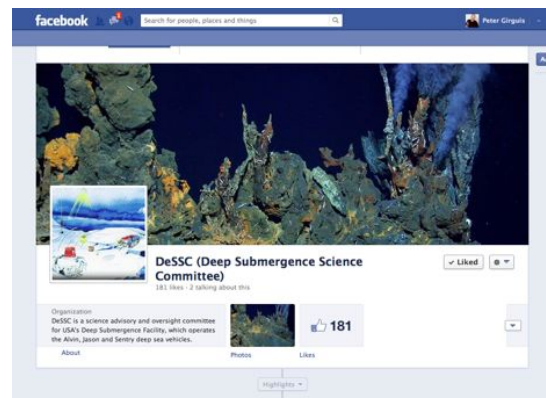 facebook
1
Search for people, places and things
Peter Girguis
DeSSC (Deep Submergence Science
Committee)
181 likes · 2 talking about this
Liked
Organization
DeSSC is a science advisory and oversight committee
for USA's Deep Submergence Facility, which operates
the Alvin, Jason and Sentry deep sea vehicles.
181
About
Photos
Likes
Highlights